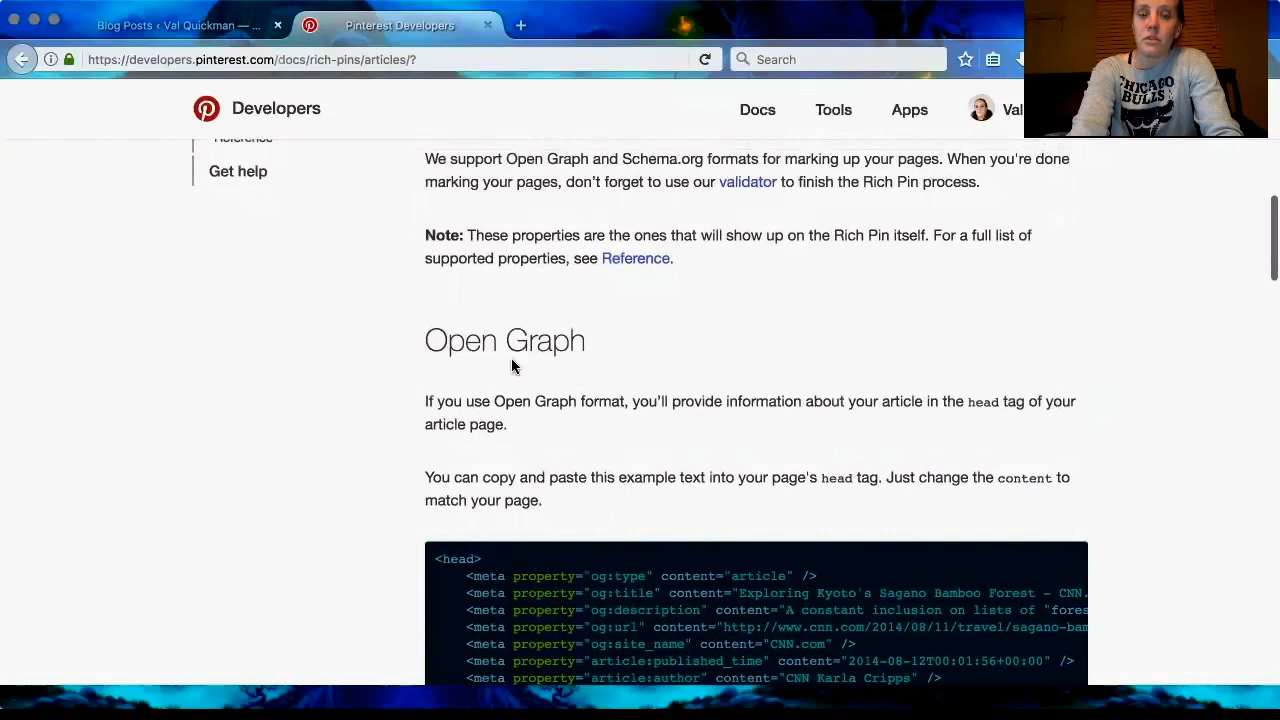 Blog Posts ‹ Val Quickman — ...
Pinterest Developers
https://developers.pinterest.com/docs/rich-pins/articles/?
Search
Developers
Docs
Tools
Apps
Val
CHICAGO
BULLS
Reference
Get help
We support Open Graph and Schema.org formats for marking up your pages. When you're done
marking your pages, don’t forget to use our validator to finish the Rich Pin process.
Note: These properties are the ones that will show up on the Rich Pin itself. For a full list of
supported properties, see Reference.
Open Graph
If you use Open Graph format, you’ll provide information about your article in the head tag of your
article page.
You can copy and paste this example text into your page's head tag. Just change the content to
match your page.
<head>
<meta property="og:type" content="article" />
<meta property="og:title" content="Exploring Kyoto's Sagano Bamboo Forest – CNN.
<meta property="og:description" content="A constant inclusion on lists of "fores
<meta property="og:url" content="http://www.cnn.com/2014/08/11/travel/sagano-bam
<meta property="og:site_name" content="CNN.com" />
<meta property="article:published_time" content="2014-08-12T00:01:56+00:00" />
<meta property="article:author" content="CNN Karla Cripps" />